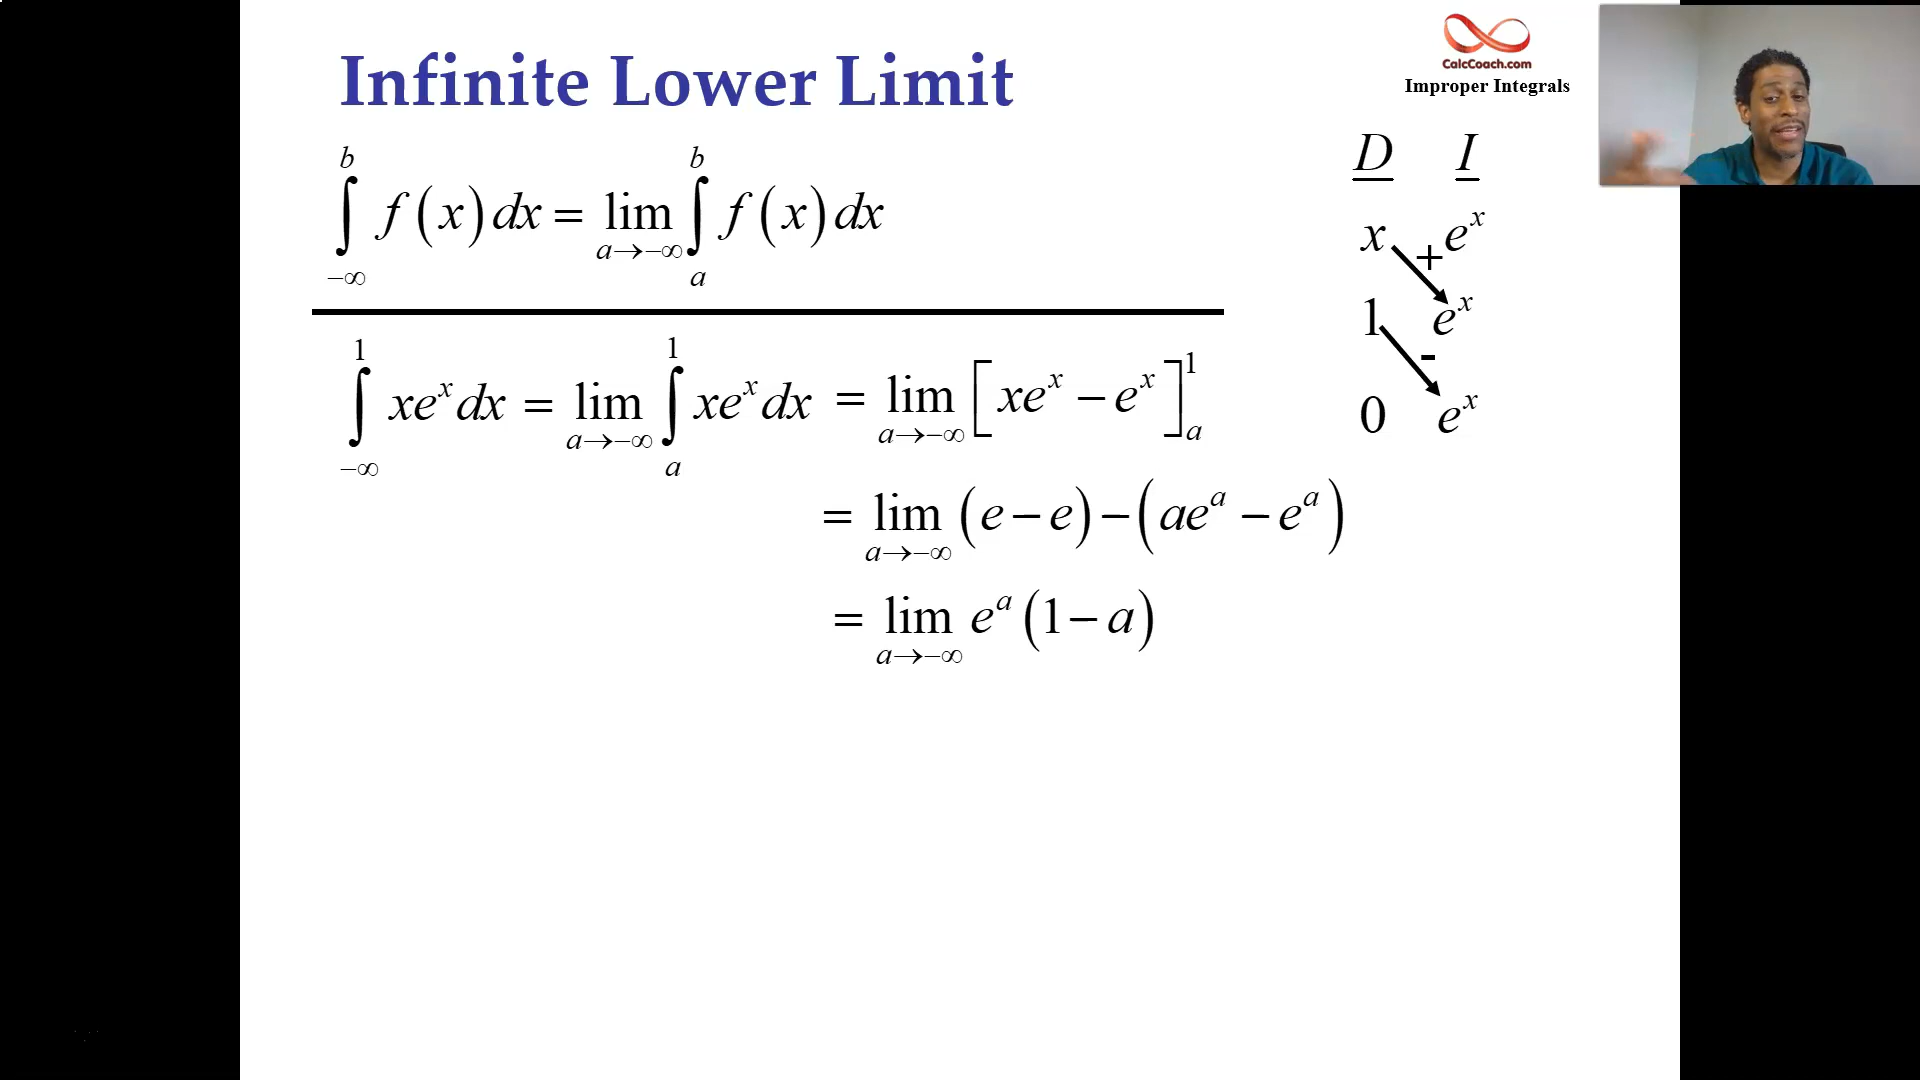 Infinite Lower Limit
CalcCoach.com
Improper Integrals
∫_{-∞}^{b} f(x)dx = lim_{a→-∞} ∫_{a}^{b} f(x)dx
D I
x + e^x
1 - e^x
0 e^x
∫_{-∞}^{1} xe^x dx = lim_{a→-∞} ∫_{a}^{1} xe^x dx = lim_{a→-∞} [xe^x − e^x]_{a}^{1}
= lim_{a→-∞} (e − e) − (ae^a − e^a)
= lim_{a→-∞} e^a (1 − a)